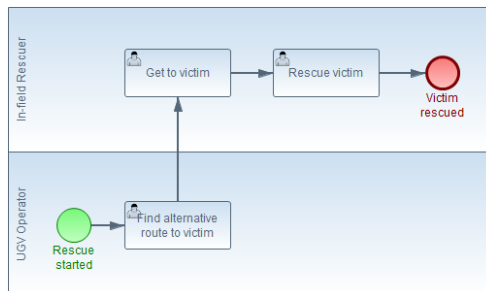 In-field Rescuer
Get to victim
Rescue victim
Victim
rescued
UGV Operator
Rescue
started
Find alternative
route to victim